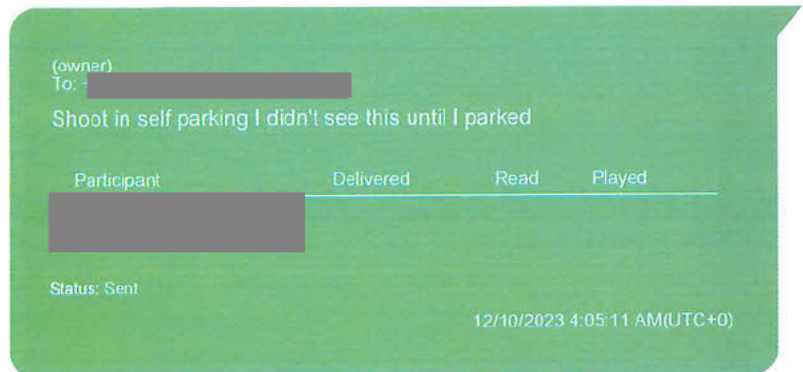 (owner)
To:
Shoot in self parking I didn't see this until I parked
Participant Delivered Read Played
Status: Sent
12/10/2023 4:05:11 AM(UTC+0)